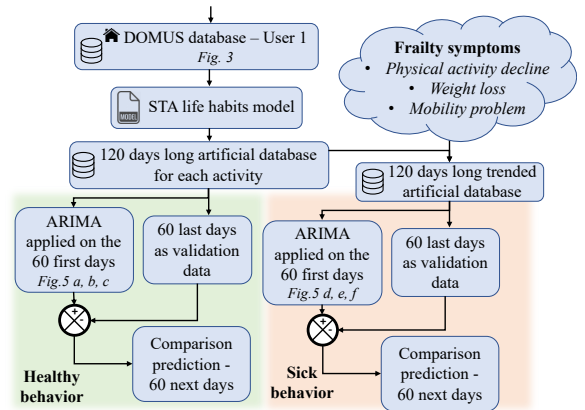 DOMUS database – User 1
Fig. 3
Frailty symptoms
• Physical activity decline
• Weight loss
• Mobility problem
MODEL
STA life habits model
120 days long artificial database
for each activity
120 days long trended
artificial database
ARIMA
applied on the
60 first days
Fig.5 a, b, c
60 last days
as validation
data
ARIMA
applied on the
60 first days
Fig.5 d, e, f
60 last days
as validation
data
+
-
+
-
Comparison
prediction -
60 next days
Healthy
behavior
Comparison
prediction -
60 next days
Sick
behavior